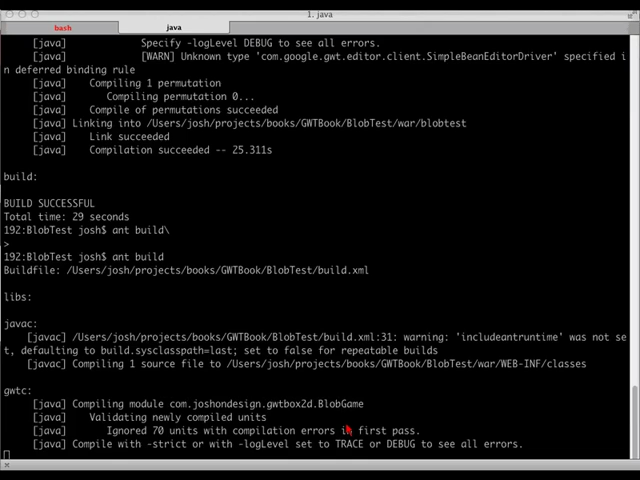 1. java
bash
java
[java] Specify -logLevel DEBUG to see all errors.
[java] [WARN] Unknown type 'com.google.gwt.editor.client.SimpleBeanEditorDriver' specified i
n deferred binding rule
[java] Compiling 1 permutation
[java] Compiling permutation 0...
[java] Compile of permutations succeeded
[java] Linking into /Users/josh/projects/books/GWTBook/BlobTest/war/blobtest
[java] Link succeeded
[java] Compilation succeeded -- 25.311s
build:
BUILD SUCCESSFUL
Total time: 29 seconds
192:BlobTest josh$ ant build\
>
192:BlobTest josh$ ant build
Buildfile: /Users/josh/projects/books/GWTBook/BlobTest/build.xml
libs:
javac:
[javac] /Users/josh/projects/books/GWTBook/BlobTest/build.xml:31: warning: 'includeantruntime' was not se
t, defaulting to build.sysclasspath=last; set to false for repeatable builds
[javac] Compiling 1 source file to /Users/josh/projects/books/GWTBook/BlobTest/war/WEB-INF/classes
gwtc:
[java] Compiling module com.joshondesign.gwtbox2d.BlobGame
[java] Validating newly compiled units
[java] Ignored 70 units with compilation errors in first pass.
[java] Compile with -strict or with -logLevel set to TRACE or DEBUG to see all errors.